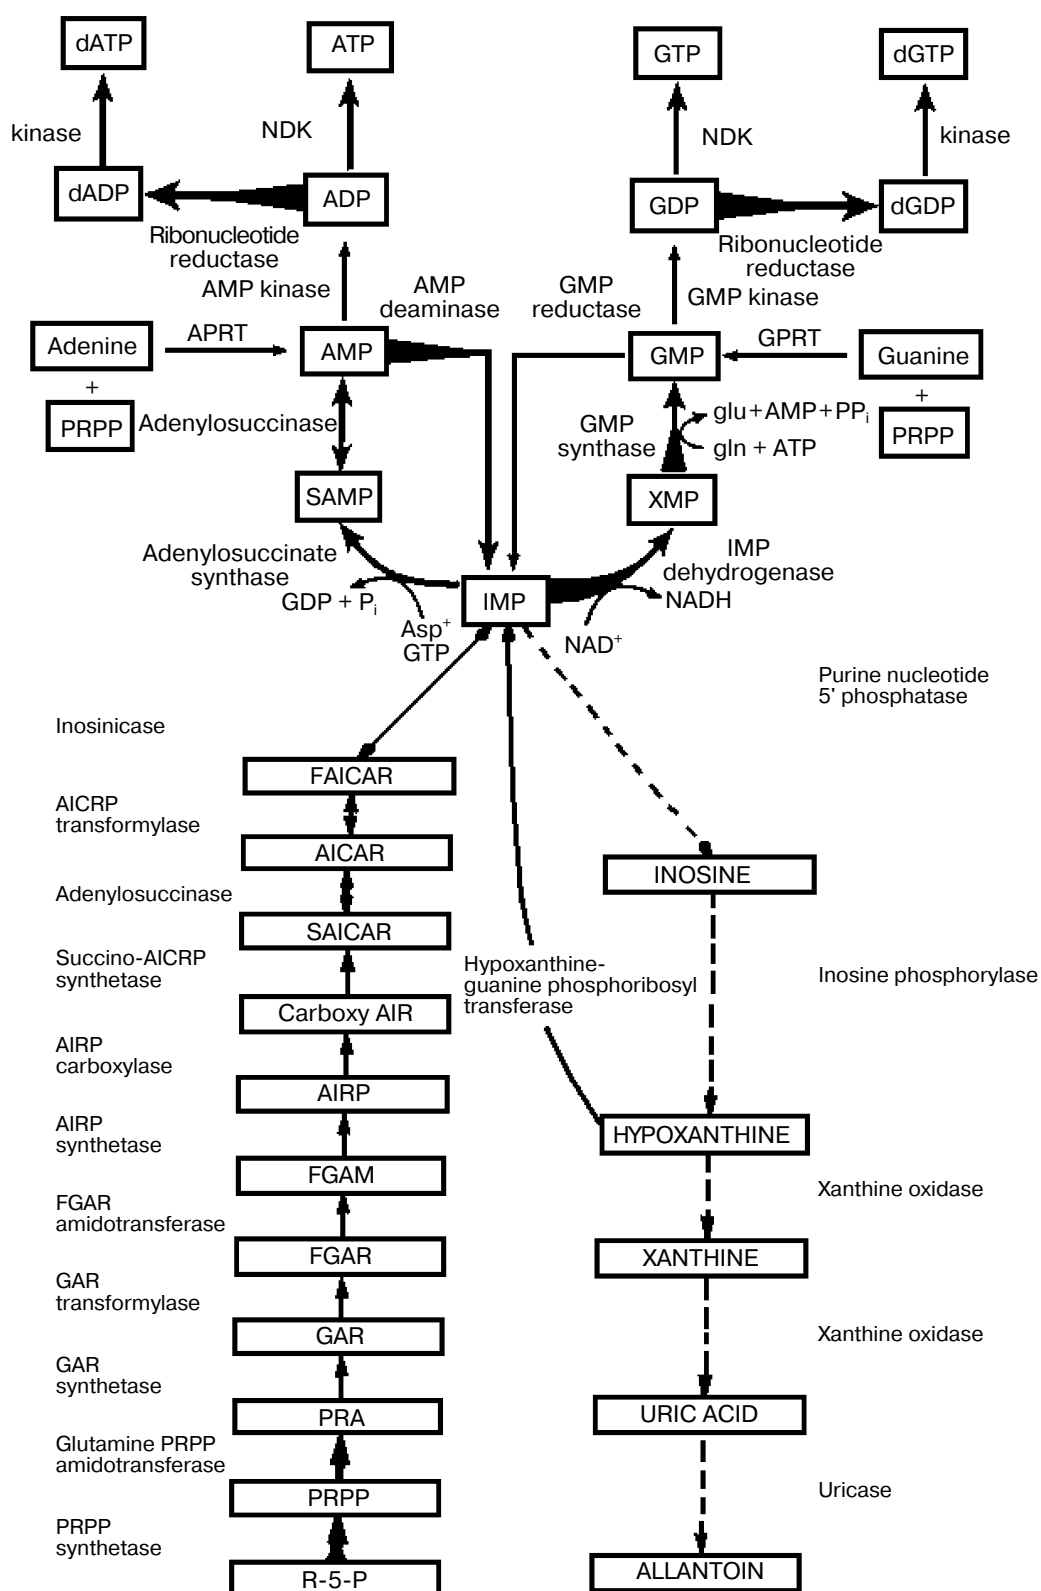 dATP
ATP
GTP
dGTP
kinase
NDK
NDK
kinase
dADP
ADP
GDP
dGDP
Ribonucleotide
reductase
Ribonucleotide
reductase
AMP kinase
AMP
deaminase
GMP
reductase
GMP kinase
Adenine
APRT
AMP
GMP
GPRT
Guanine
+
+
PRPP
Adenylosuccinase
GMP
synthase
glu+AMP+PPi
gln + ATP
PRPP
SAMP
XMP
Adenylosuccinate
synthase
GDP + Pi
IMP
dehydrogenase
NADH
IMP
Asp+
GTP
NAD+
Purine nucleotide
5' phosphatase
Inosinicase
FAICAR
AICRP
transformylase
AICAR
INOSINE
Adenylosuccinase
SAICAR
Succino-AICRP
synthetase
Hypoxanthine-
guanine phosphoribosyl
transferase
Inosine phosphorylase
Carboxy AIR
AIRP
carboxylase
AIRP
HYPOXANTHINE
AIRP
synthetase
FGAM
Xanthine oxidase
FGAR
amidotransferase
FGAR
XANTHINE
GAR
transformylase
GAR
Xanthine oxidase
GAR
synthetase
PRA
URIC ACID
Glutamine PRPP
amidotransferase
PRPP
Uricase
PRPP
synthetase
R-5-P
ALLANTOIN